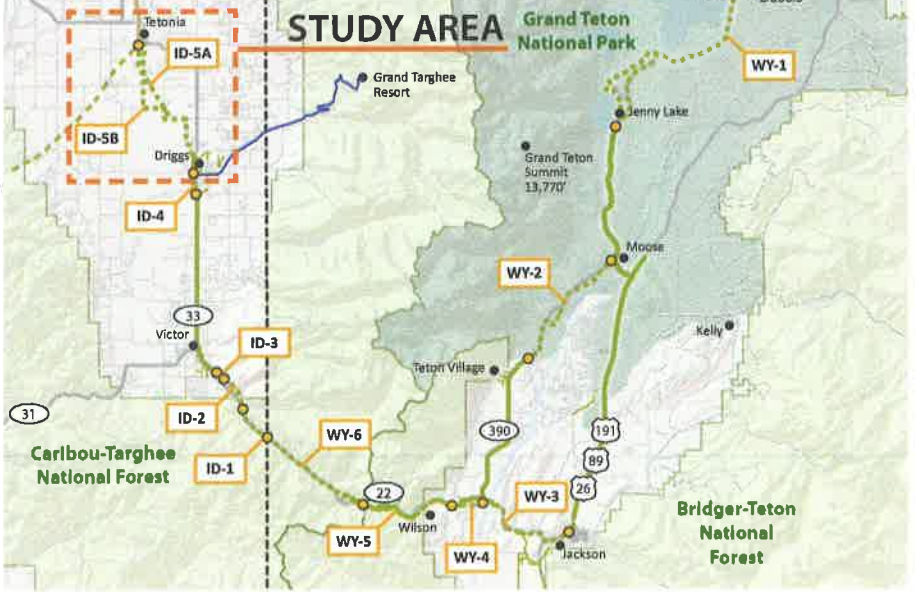 Tetonia
STUDY AREA
Grand Teton
National Park
ID-5A
WY-1
Grand Targhee
Resort
Jenny Lake
ID-5B
Driggs
Grand Teton
Summit
13,770'
ID-4
Moose
WY-2
33
Victor
ID-3
Kelly
Teton Village
31
ID-2
390
191
WY-6
89
Caribou-Targhee
National Forest
ID-1
22
26
WY-3
Wilson
Bridger-Teton
National
Forest
WY-5
WY-4
Jackson